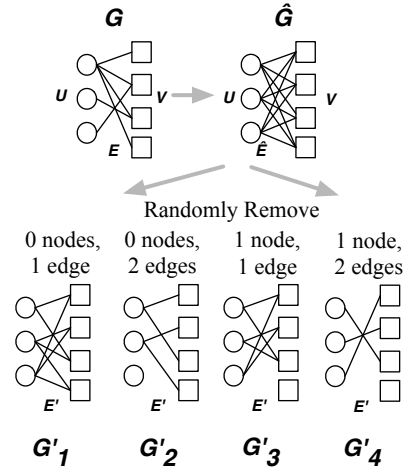 G Ĝ
U V U V
E Ê
Randomly Remove
0 nodes, 0 nodes, 1 node, 1 node,
1 edge 2 edges 1 edge 2 edges
E' E' E' E'
G'1 G'2 G'3 G'4